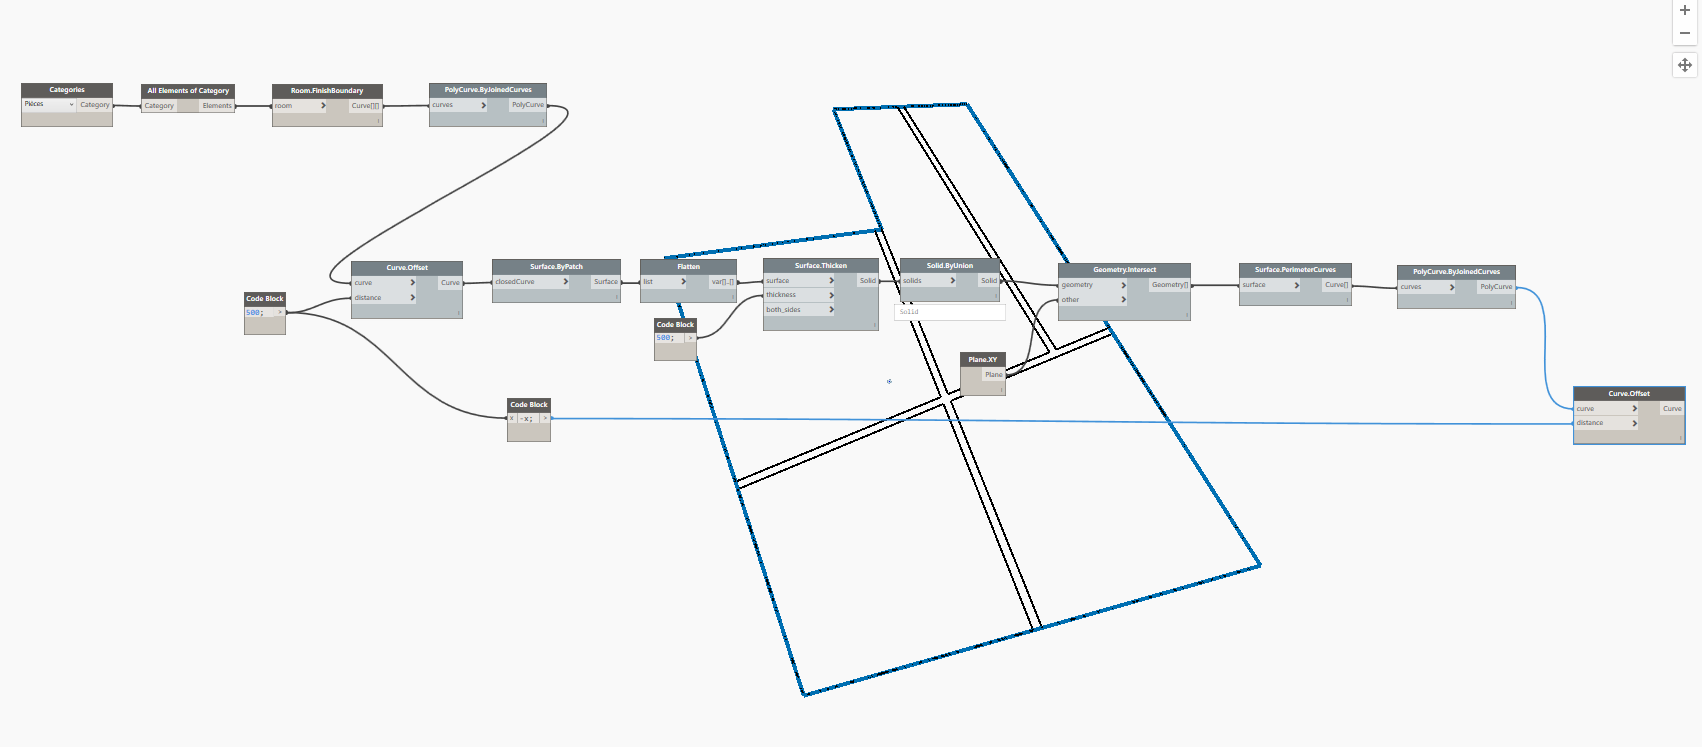 Categories
Pièces
Category
All Elements of Category
Category
Elements
Room.FinishBoundary
room
Curve[][]
PolyCurve.ByJoinedCurves
curves
PolyCurve
Code Block
500;
>
Curve.Offset
curve
Curve
distance
Surface.ByPatch
closedCurve
Surface
Flatten
list
var[]..[]
Code Block
500;
>
Surface.Thicken
surface
Solid
thickness
both_sides
Solid.ByUnion
solids
Solid
Solid
Plane.XY
Plane
Geometry.Intersect
geometry
Geometry[]
other
Surface.PerimeterCurves
surface
Curve[]
PolyCurve.ByJoinedCurves
curves
PolyCurve
Code Block
x
-x;
>
Curve.Offset
curve
Curve
distance